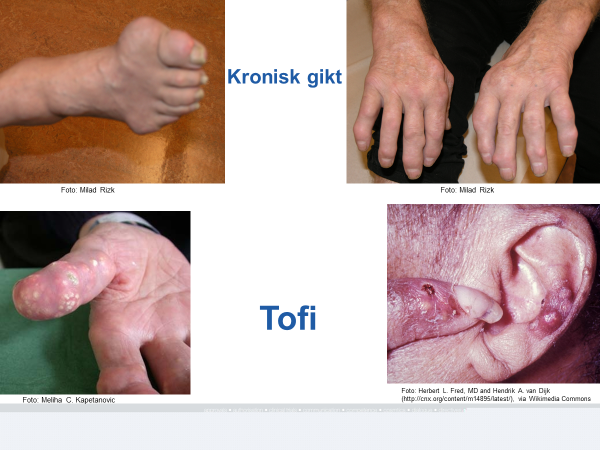 Kronisk gikt
Foto: Milad Rizk
Foto: Milad Rizk
Tofi
Foto: Meliha C. Kapetanovic
Foto: Herbert L. Fred, MD and Hendrik A. van Dijk
(http://cnx.org/content/m14895/latest/), via Wikimedia Commons